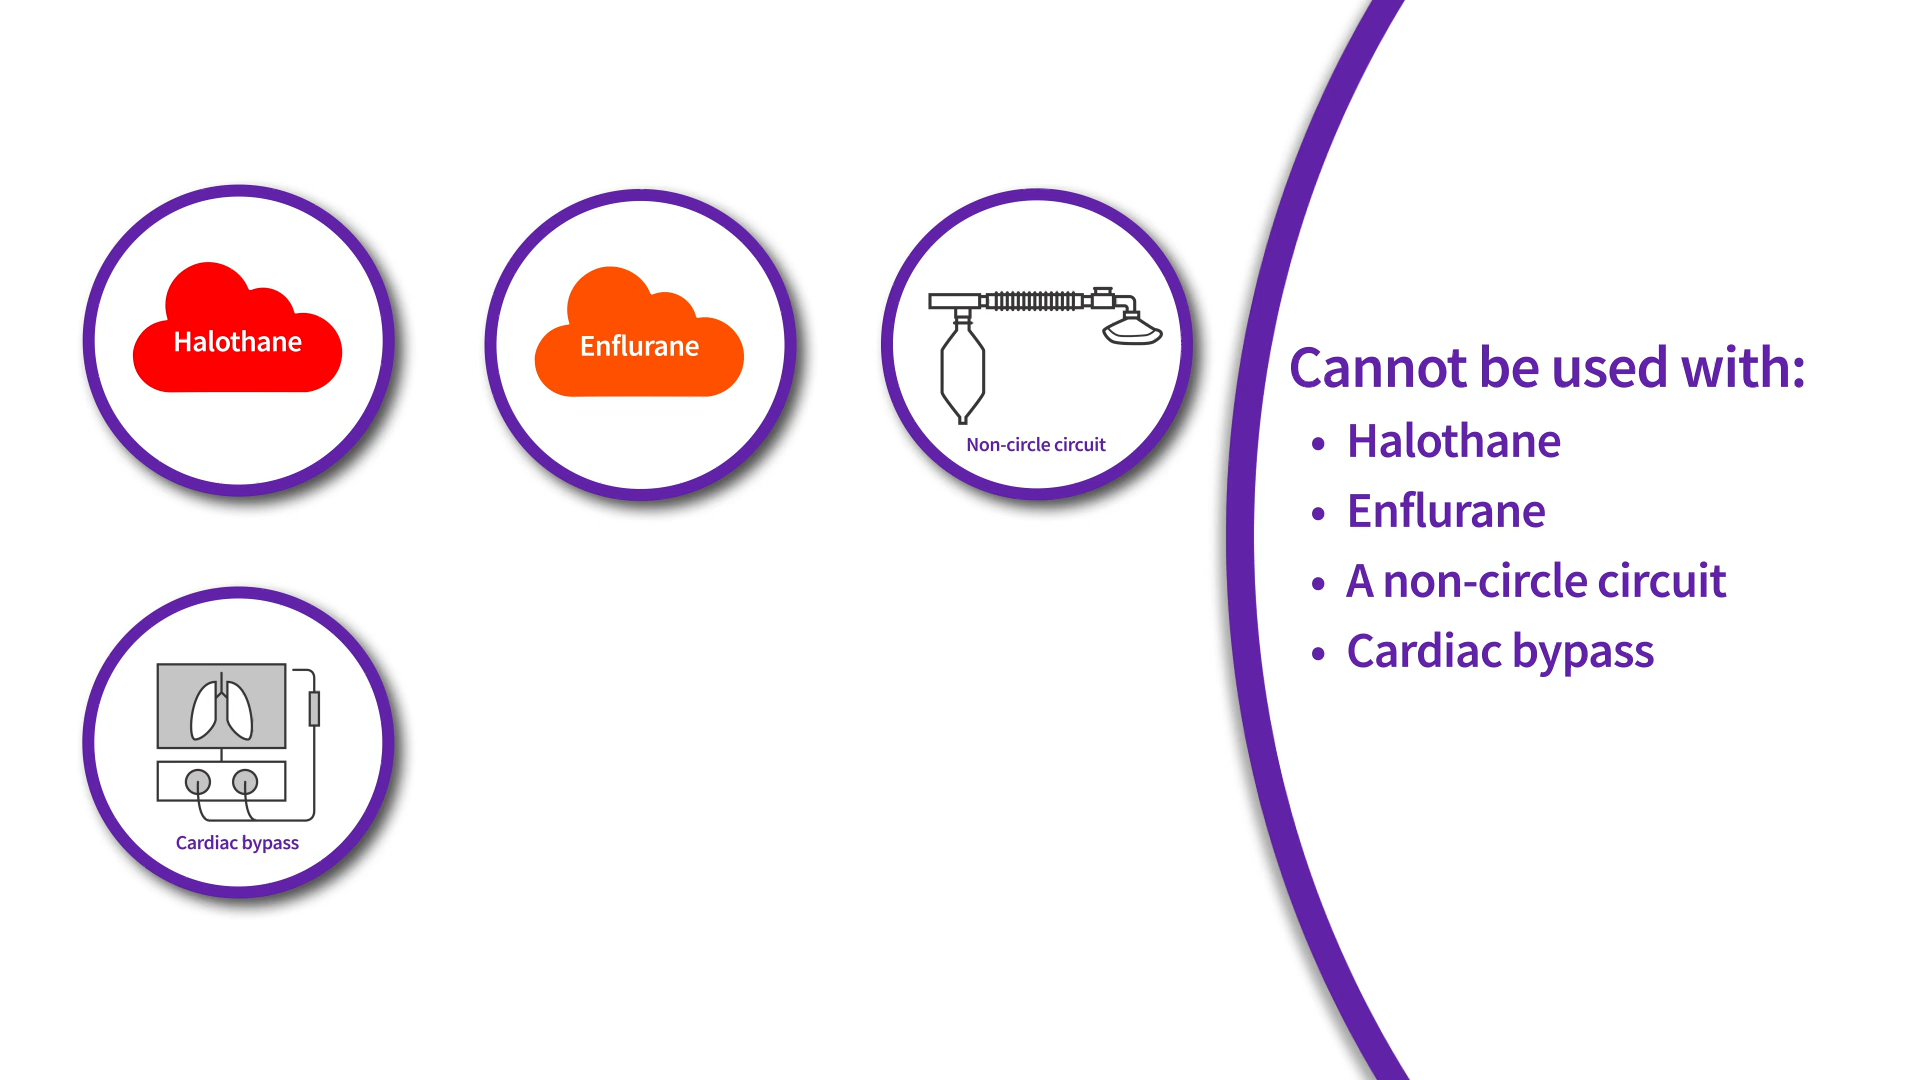 Halothane
Enflurane
Non-circle circuit
Cardiac bypass
Cannot be used with:
• Halothane
• Enflurane
• A non-circle circuit
• Cardiac bypass